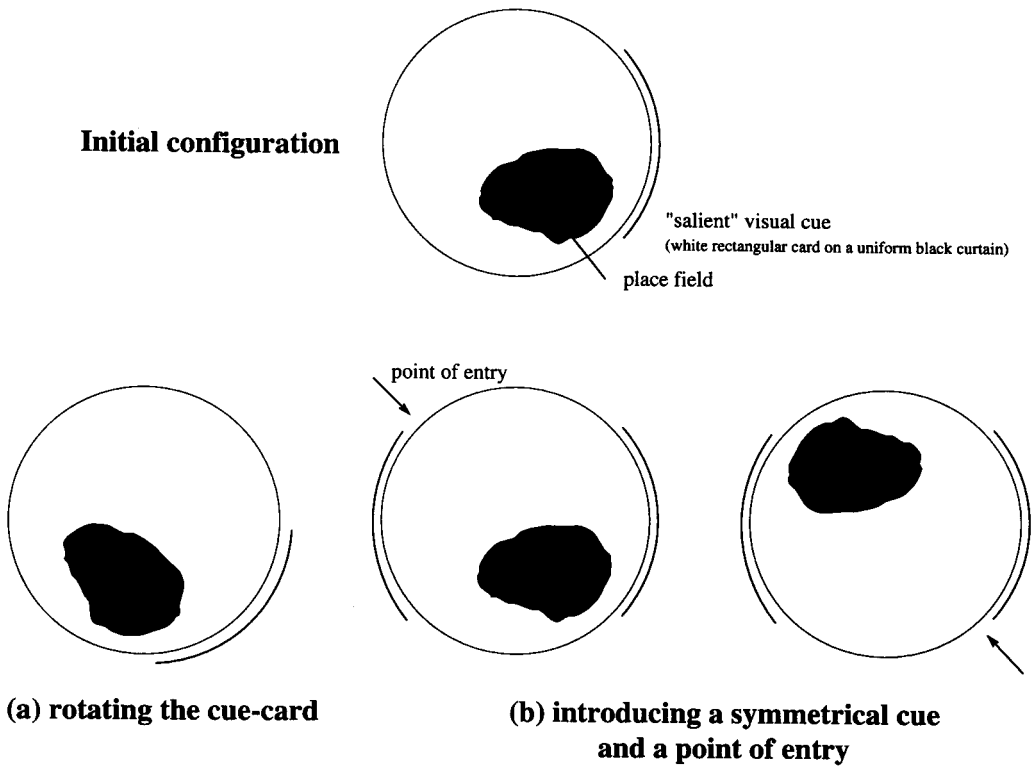 Initial configuration
"salient" visual cue
(white rectangular card on a uniform black curtain)
place field
point of entry
(a) rotating the cue-card
(b) introducing a symmetrical cue
and a point of entry